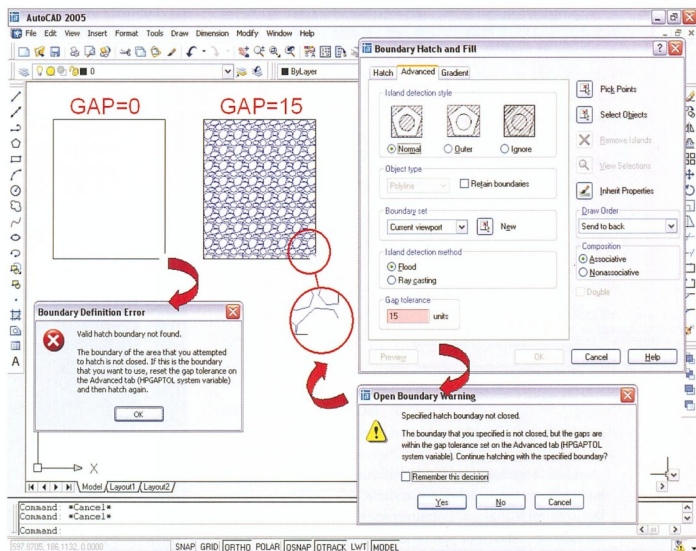 AutoCAD 2005
File Edit View Insert Format Tools Draw Dimension Modify Window Help
0
ByLayer
GAP=0
GAP=15
Boundary Hatch and Fill
Hatch Advanced Gradient
Island detection style
Normal Outer Ignore
Object type
Polyline Retain boundaries
Boundary set
Current viewport New
Island detection method
Flood
Ray casting
Gap tolerance
15 units
Pick Points
Select Objects
Remove Islands
View Selections
Inherit Properties
Draw Order
Send to back
Composition
Associative
Nonassociative
Double
Preview OK Cancel Help
Boundary Definition Error
Valid hatch boundary not found.
The boundary of the area that you attempted
to hatch is not closed. If this is the boundary
that you want to use, reset the gap tolerance on
the Advanced tab (HPGAPTOL system variable)
and then hatch again.
OK
Open Boundary Warning
Specified hatch boundary not closed.
The boundary that you specified is not closed, but the gaps are
within the gap tolerance set on the Advanced tab (HPGAPTOL
system variable). Continue hatching with the specified boundary?
Remember this decision
Yes No Cancel
X
Model Layout1 Layout2
Command: *Cancel*
Command: *Cancel*
Command:
SNAP GRID ORTHO POLAR OSNAP OTRACK LWT MODEL